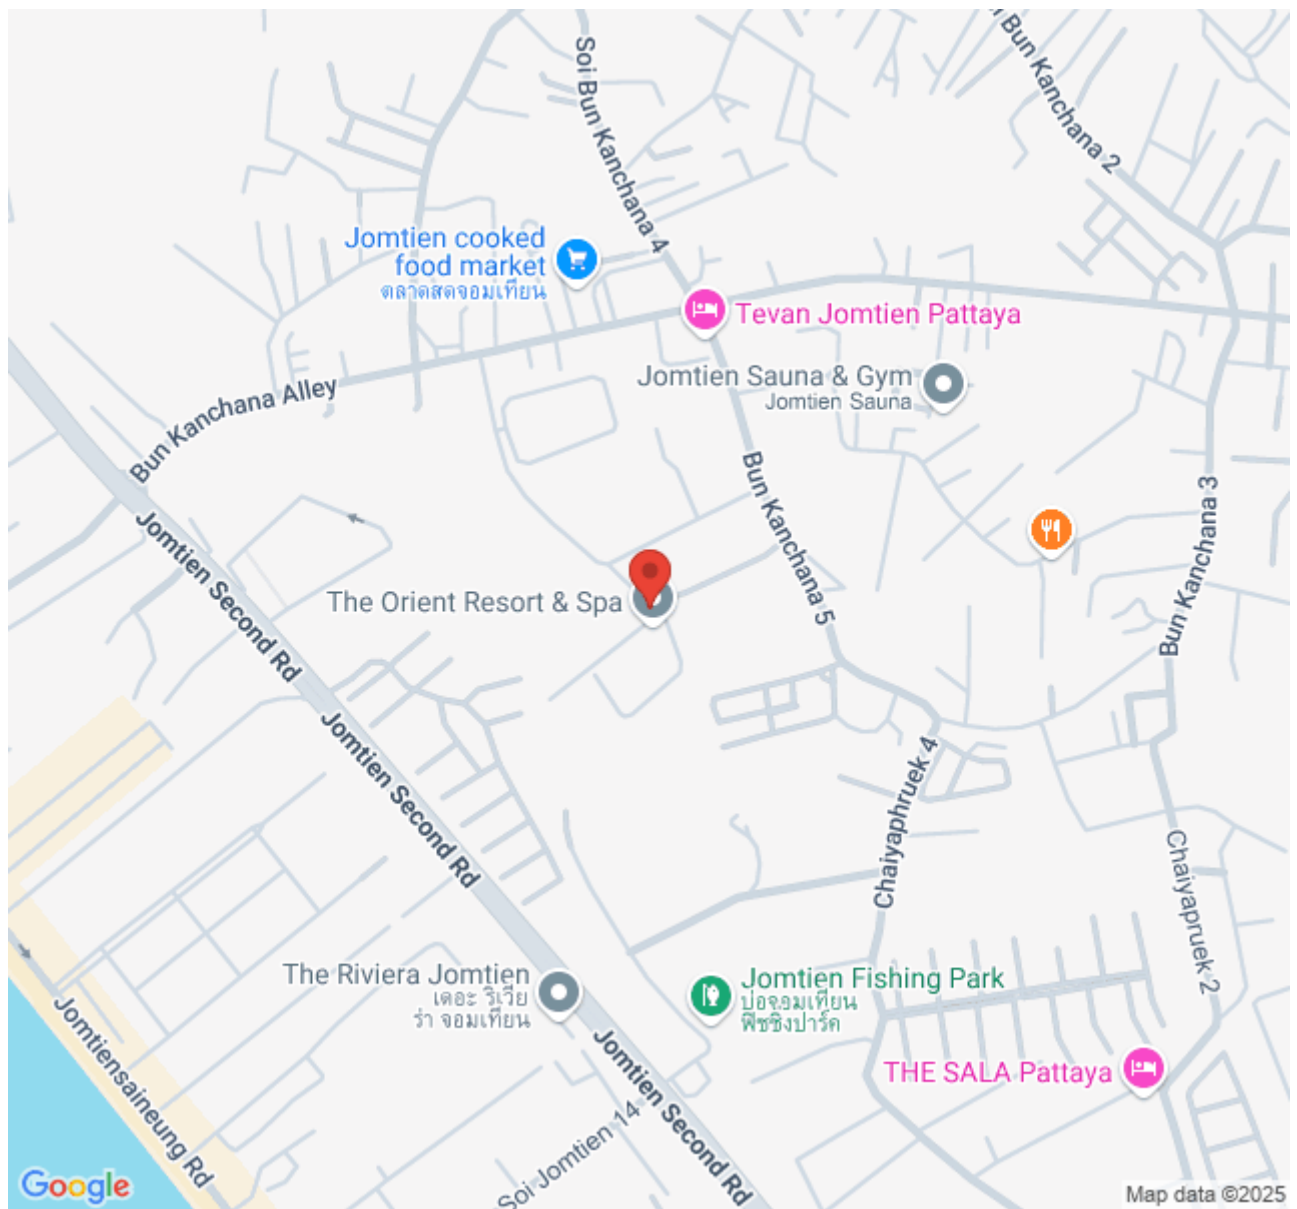 Soi Bun Kanchana 4
Bun Kanchana 2
Jomtien cooked
food market
ตลาดสดจอมเทียน
Tevan Jomtien Pattaya
Jomtien Sauna & Gym
Jomtien Sauna
Bun Kanchana Alley
Bun Kanchana 5
Bun Kanchana 3
Jomtien Second Rd
The Orient Resort & Spa
Jomtien Second Rd
Chaiyaphruek 4
Chaiyapruek 2
The Riviera Jomtien
เดอะ ริเวีย
ร่า จอมเทียน
Jomtien Fishing Park
บ่อจอมเทียน
ฟิชชิ่งปาร์ค
Jomtiensaineung Rd
Jomtien Second Rd
THE SALA Pattaya
Soi Jomtien 14
Google
Map data ©2025